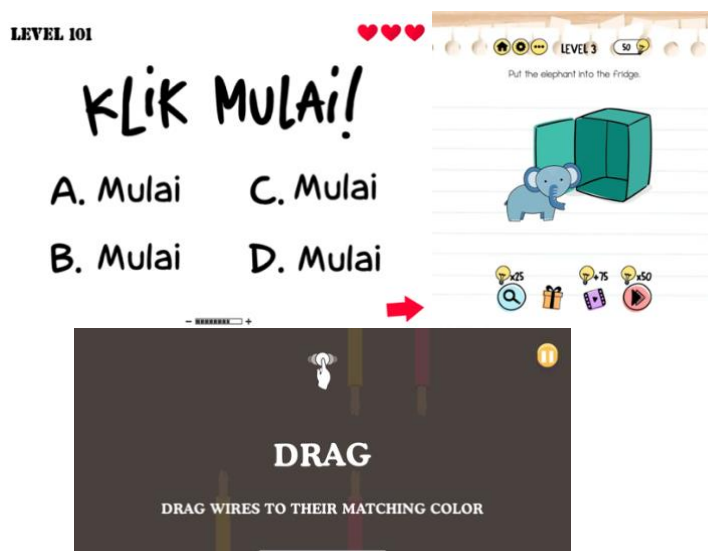 LEVEL 101
KLiK MULAi!
A. Mulai
C. Mulai
B. Mulai
D. Mulai
- +
LEVEL 3
50
Put the elephant into the fridge.
x25
+75
x50
DRAG
DRAG WIRES TO THEIR MATCHING COLOR